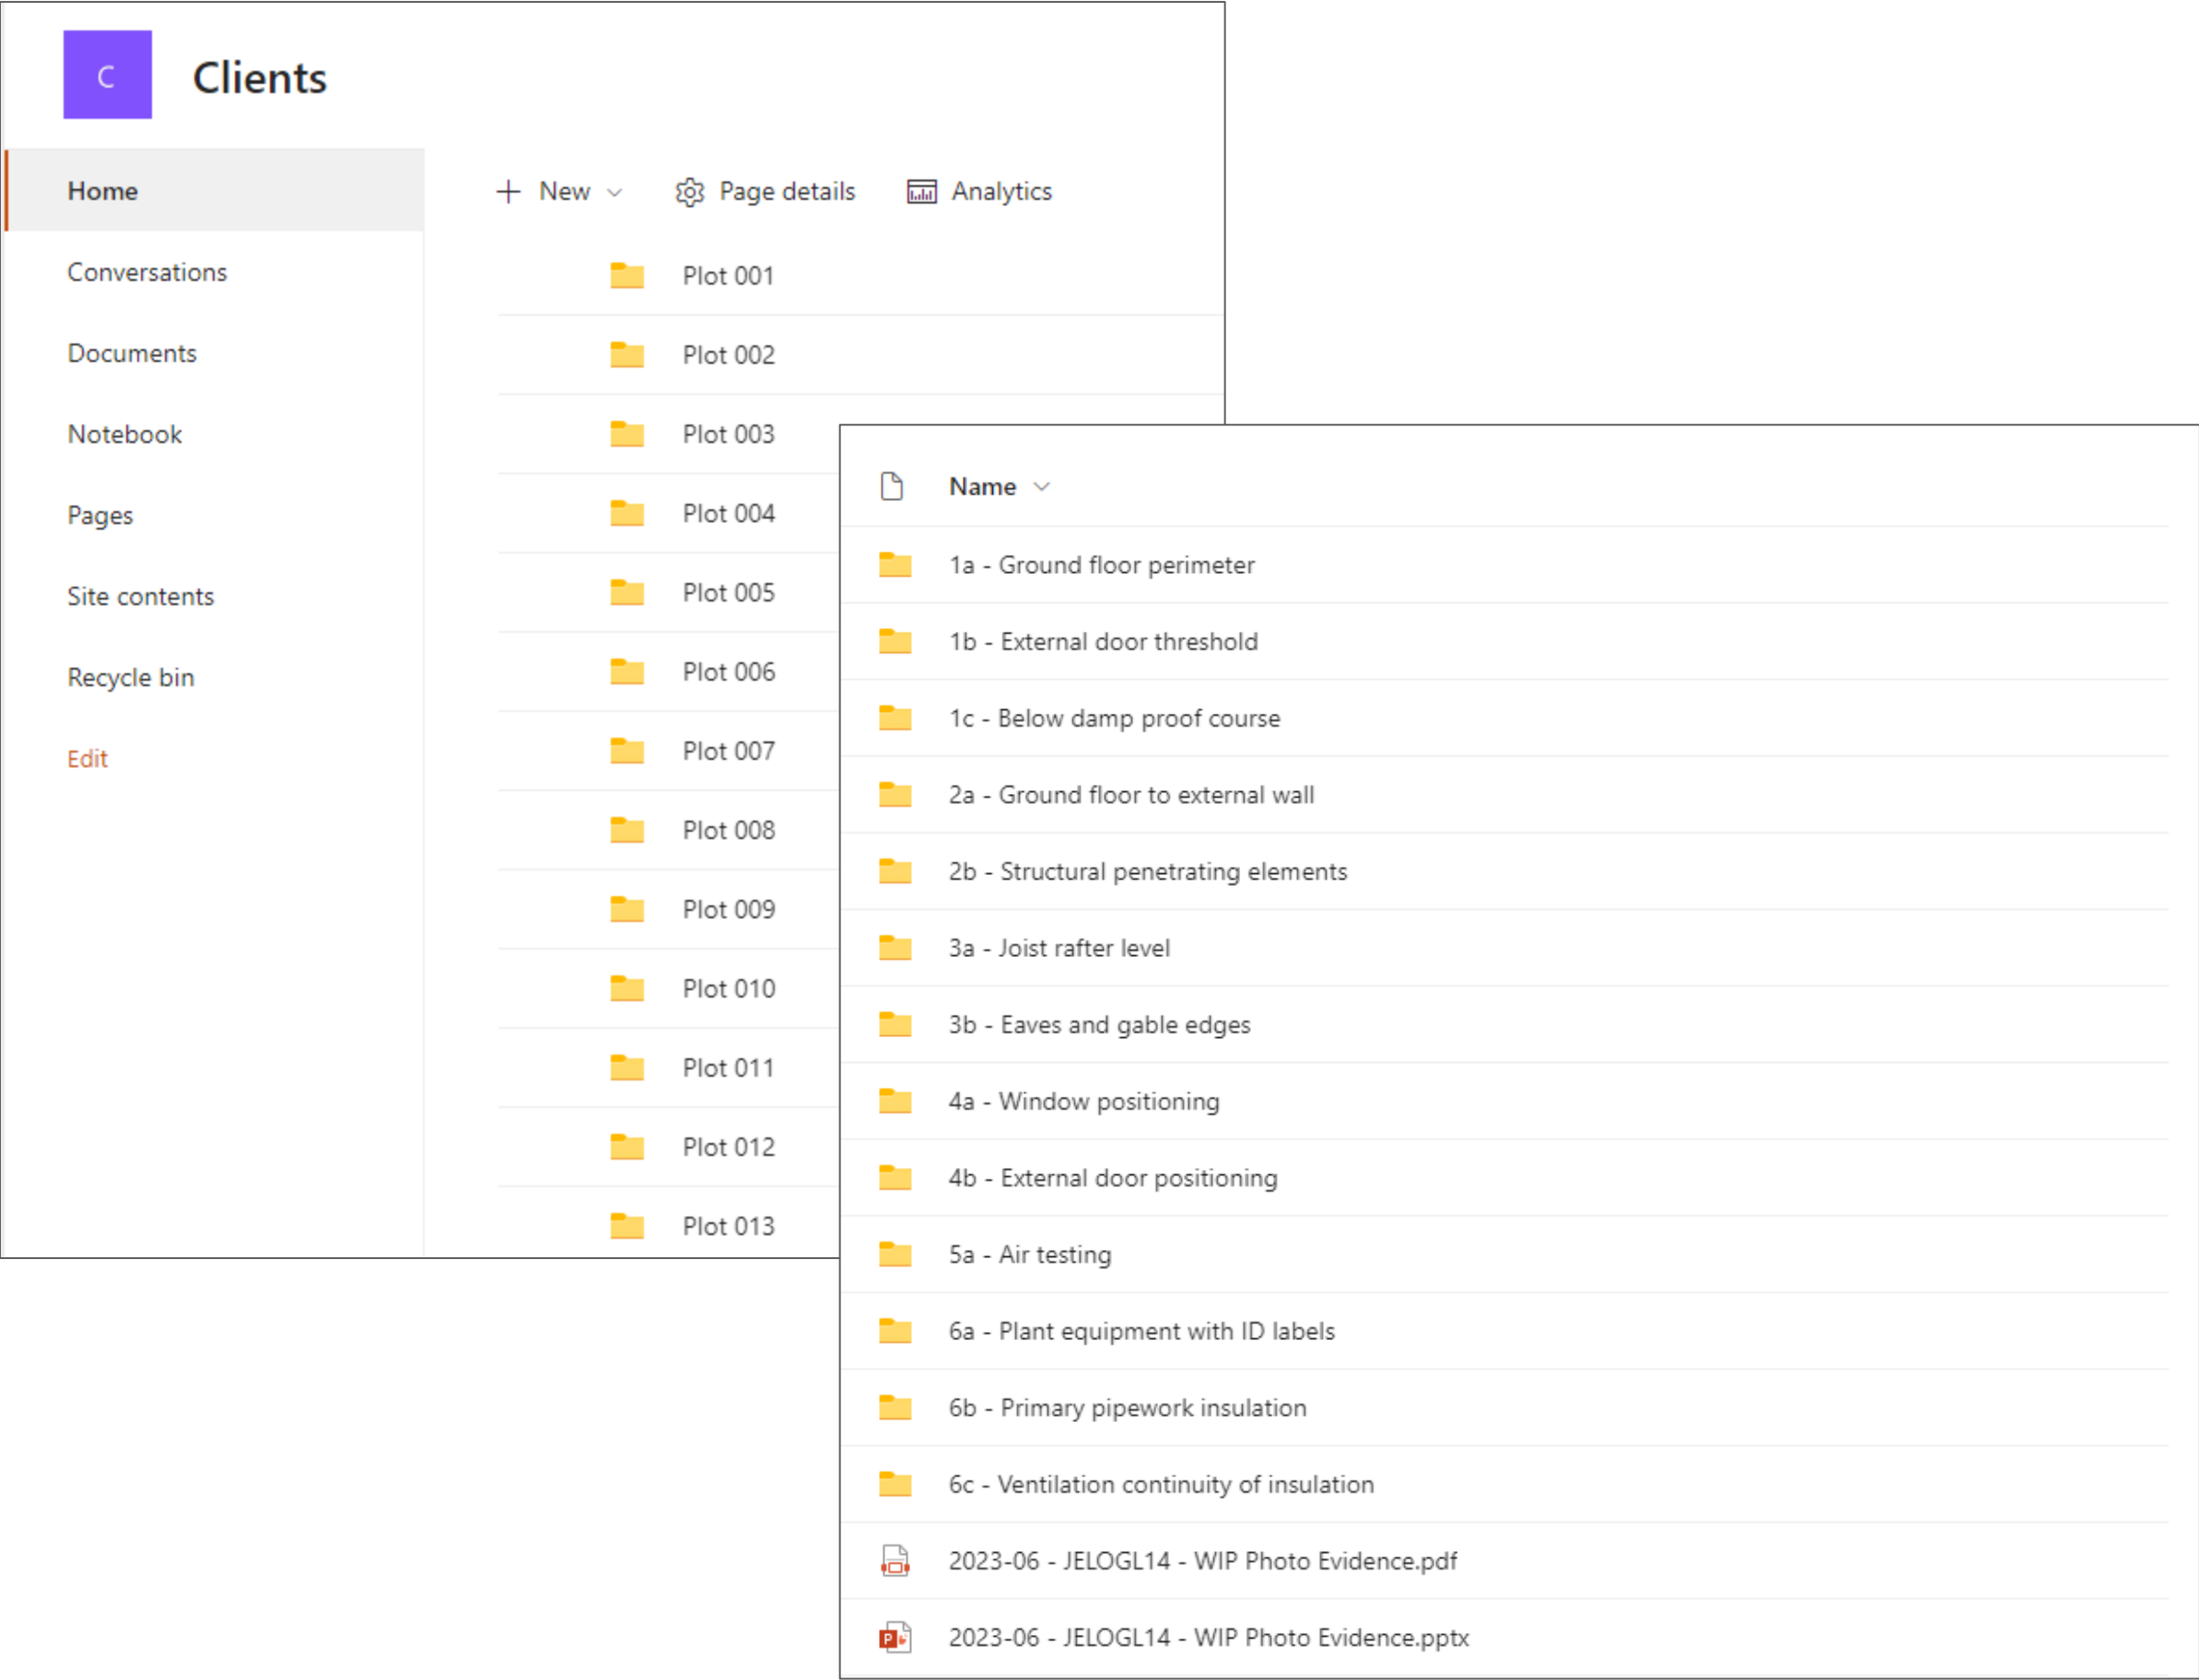 C
Clients
Home
Conversations
Documents
Notebook
Pages
Site contents
Recycle bin
Edit
New
Page details
Analytics
Plot 001
Plot 002
Plot 003
Plot 004
Plot 005
Plot 006
Plot 007
Plot 008
Plot 009
Plot 010
Plot 011
Plot 012
Plot 013
Name
1a - Ground floor perimeter
1b - External door threshold
1c - Below damp proof course
2a - Ground floor to external wall
2b - Structural penetrating elements
3a - Joist rafter level
3b - Eaves and gable edges
4a - Window positioning
4b - External door positioning
5a - Air testing
6a - Plant equipment with ID labels
6b - Primary pipework insulation
6c - Ventilation continuity of insulation
2023-06 - JELOGL14 - WIP Photo Evidence.pdf
P
2023-06 - JELOGL14 - WIP Photo Evidence.pptx